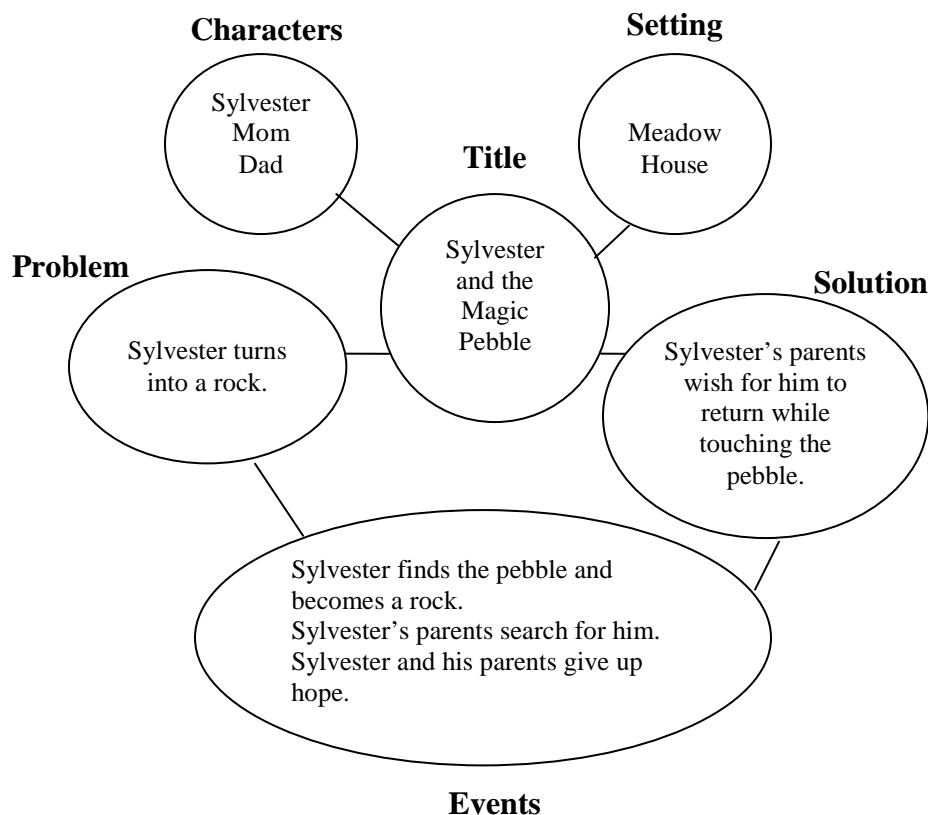 Characters
Sylvester
Mom
Dad
Setting
Meadow
House
Title
Sylvester
and the
Magic
Pebble
Problem
Sylvester turns
into a rock.
Solution
Sylvester’s parents
wish for him to
return while
touching the
pebble.
Sylvester finds the pebble and
becomes a rock.
Sylvester’s parents search for him.
Sylvester and his parents give up
hope.
Events